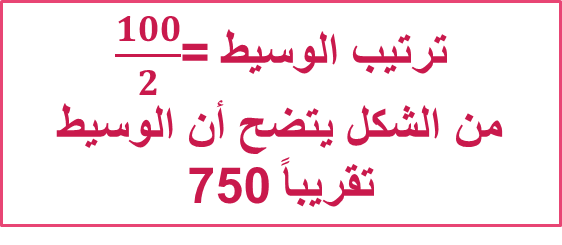 ترتيب الوسيط = 100/2
من الشكل يتضح أن الوسيط
تقريباً 750